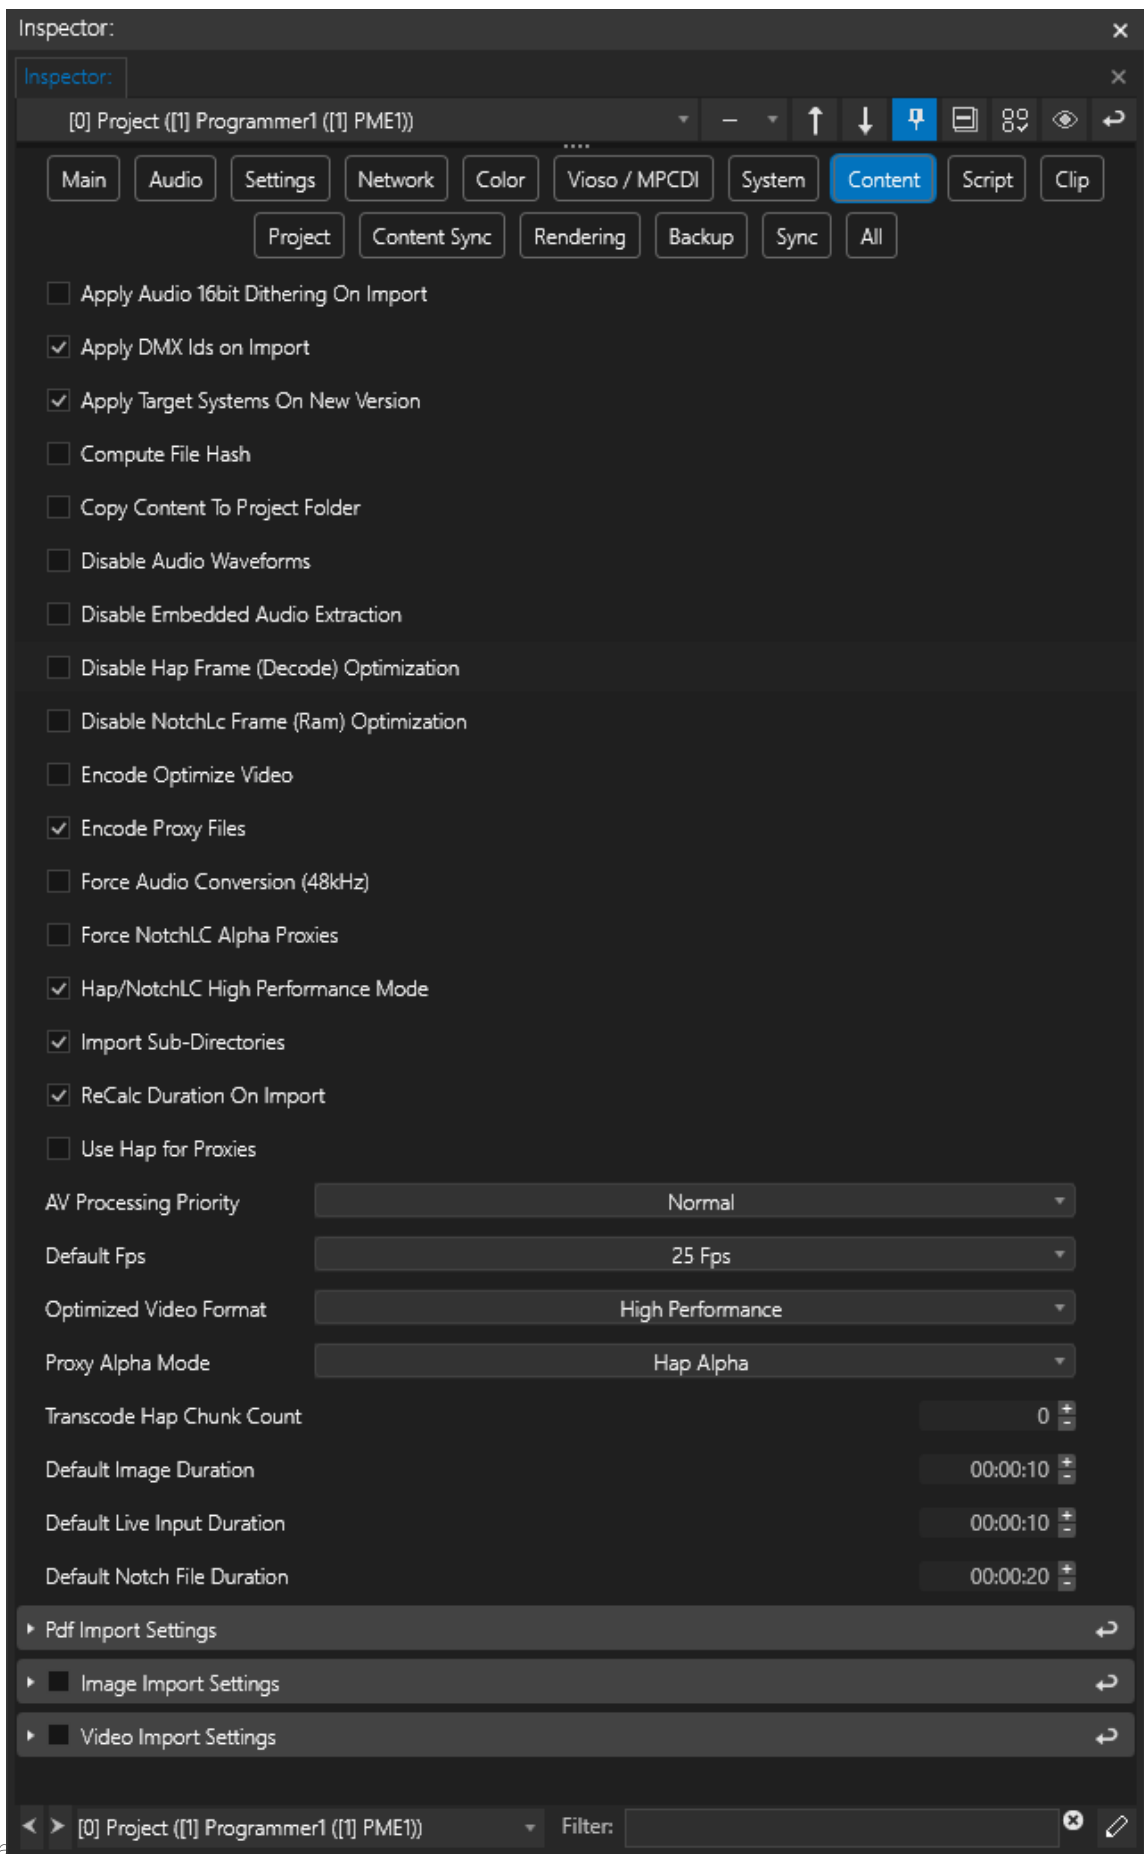 Inspector:
Inspector:
[0] Project ([1] Programmer1 ([1] PME1))
Main Audio Settings Network Color Vioso / MPCDI System Content Script Clip
Project Content Sync Rendering Backup Sync All
Apply Audio 16bit Dithering On Import
Apply DMX Ids on Import
Apply Target Systems On New Version
Compute File Hash
Copy Content To Project Folder
Disable Audio Waveforms
Disable Embedded Audio Extraction
Disable Hap Frame (Decode) Optimization
Disable NotchLc Frame (Ram) Optimization
Encode Optimize Video
Encode Proxy Files
Force Audio Conversion (48kHz)
Force NotchLC Alpha Proxies
Hap/NotchLC High Performance Mode
Import Sub-Directories
ReCalc Duration On Import
Use Hap for Proxies
AV Processing Priority Normal
Default Fps 25 Fps
Optimized Video Format High Performance
Proxy Alpha Mode Hap Alpha
Transcode Hap Chunk Count 0
Default Image Duration 00:00:10
Default Live Input Duration 00:00:10
Default Notch File Duration 00:00:20
Pdf Import Settings
Image Import Settings
Video Import Settings
[0] Project ([1] Programmer1 ([1] PME1)) Filter: